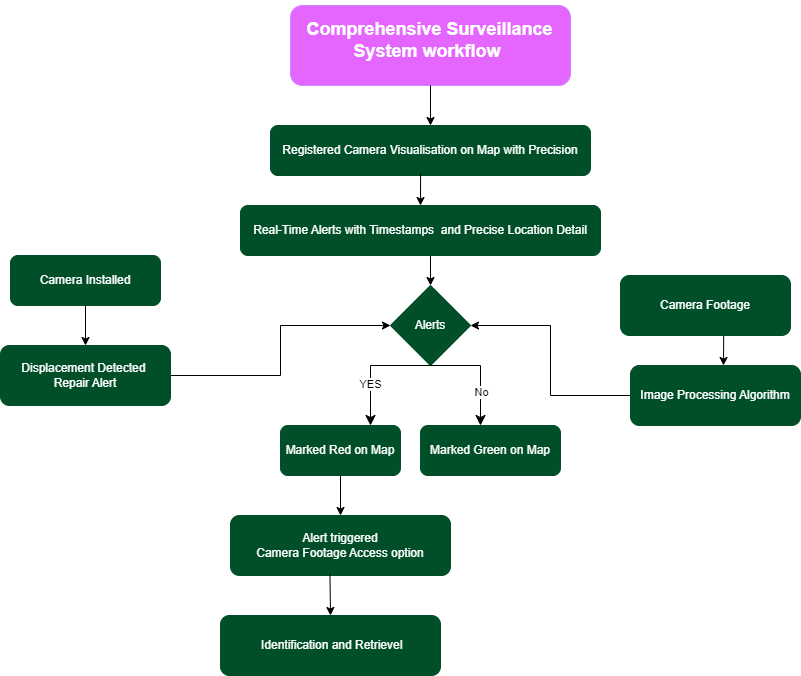 Comprehensive Surveillance
System workflow
Registered Camera Visualisation on Map with Precision
Real-Time Alerts with Timestamps and Precise Location Detail
Camera Installed
Camera Footage
Alerts
Displacement Detected
Repair Alert
YES
No
Image Processing Algorithm
Marked Red on Map
Marked Green on Map
Alert triggered
Camera Footage Access option
Identification and Retrievel